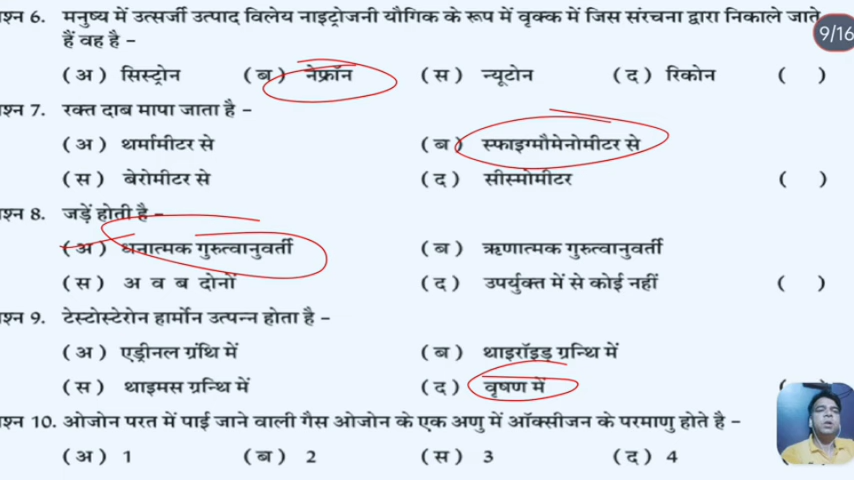 श्न 6. मनुष्य में उत्सर्जी उत्पाद विलेय नाइट्रोजनी यौगिक के रूप में वृक्क में जिस संरचना द्वारा निकाले जाते
9/16
हैं वह है –
(अ) सिस्ट्रोन (ब) नेफ्रॉन (स) न्यूटोन (द) रिकोन ( )
श्न 7. रक्त दाब मापा जाता है –
(अ) थर्मामीटर से (ब) स्फाइग्मौमेनोमीटर से
(स) बेरोमीटर से (द) सीस्मोमीटर ( )
श्न 8. जड़ें होती है –
(अ) धनात्मक गुरुत्वानुवर्ती (ब) ऋणात्मक गुरुत्वानुवर्ती
(स) अ व ब दोनों (द) उपर्युक्त में से कोई नहीं ( )
श्न 9. टेस्टोस्टेरोन हार्मोन उत्पन्न होता है –
(अ) एड्रीनल ग्रंथि में (ब) थाइरॉइड ग्रन्थि में
(स) थाइमस ग्रन्थि में (द) वृषण में (
श्न 10. ओजोन परत में पाई जाने वाली गैस ओजोन के एक अणु में ऑक्सीजन के परमाणु होते है –
(अ) 1 (ब) 2 (स) 3 (द) 4